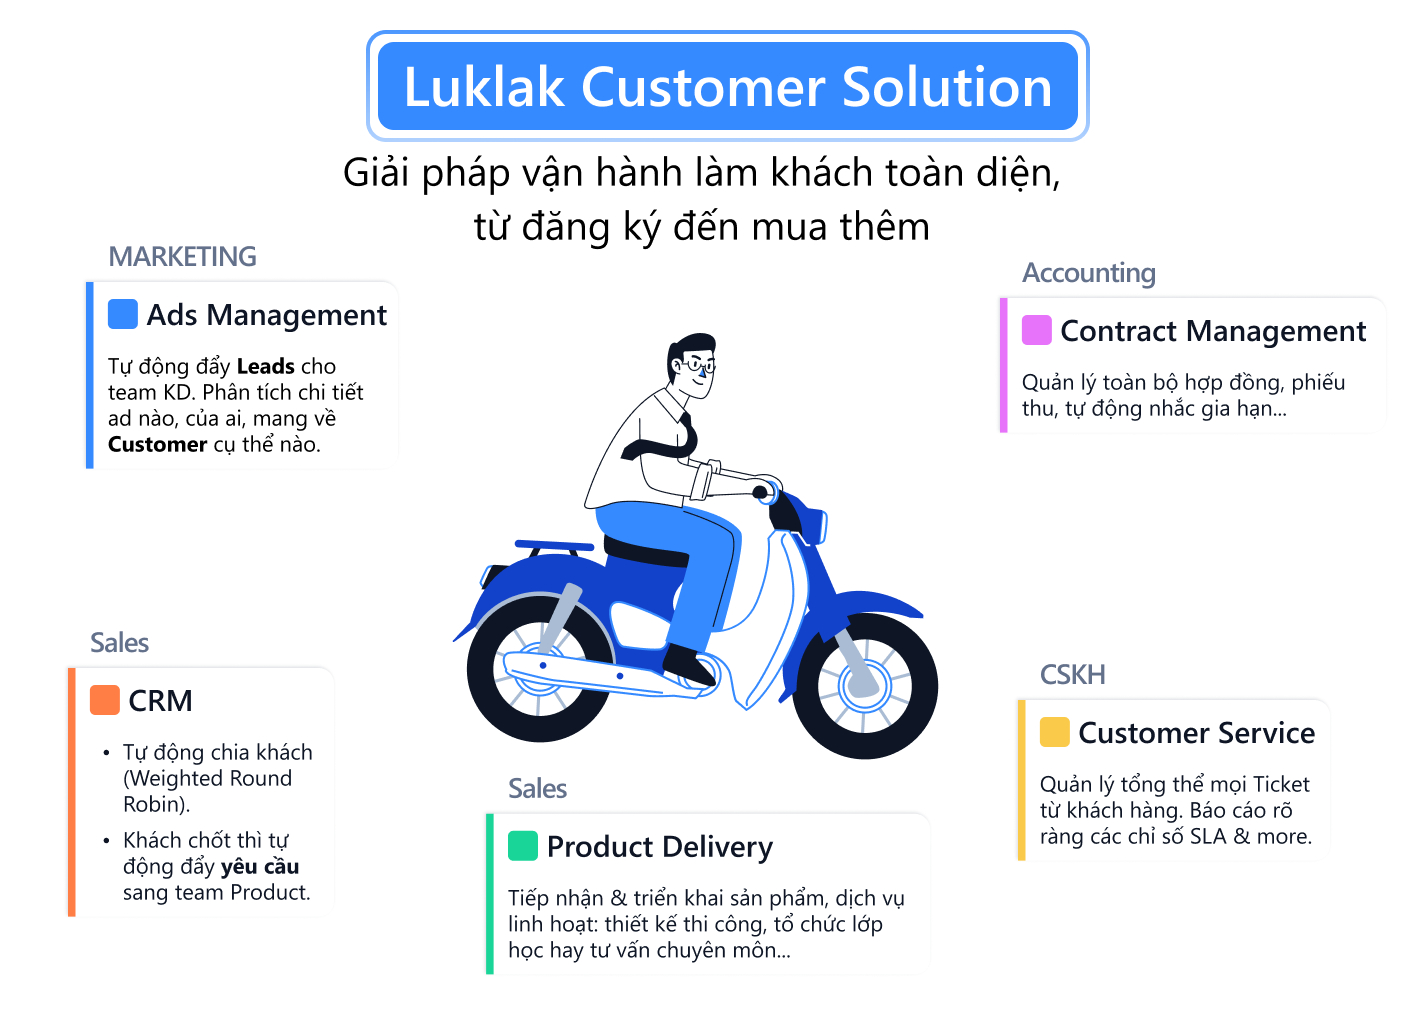 Luklak Customer Solution
Giải pháp vận hành làm khách toàn diện,
từ đăng ký đến mua thêm
MARKETING
Ads Management
Tự động đẩy Leads cho
team KD. Phân tích chi tiết
ad nào, của ai, mang về
Customer cụ thể nào.
Accounting
Contract Management
Quản lý toàn bộ hợp đồng, phiếu
thu, tự động nhắc gia hạn...
Sales
CRM
• Tự động chia khách
(Weighted Round
Robin).
• Khách chốt thì tự
động đẩy yêu cầu
sang team Product.
Sales
Product Delivery
Tiếp nhận & triển khai sản phẩm, dịch vụ
linh hoạt: thiết kế thi công, tổ chức lớp
học hay tư vấn chuyên môn...
CSKH
Customer Service
Quản lý tổng thể mọi Ticket
từ khách hàng. Báo cáo rõ
ràng các chỉ số SLA & more.